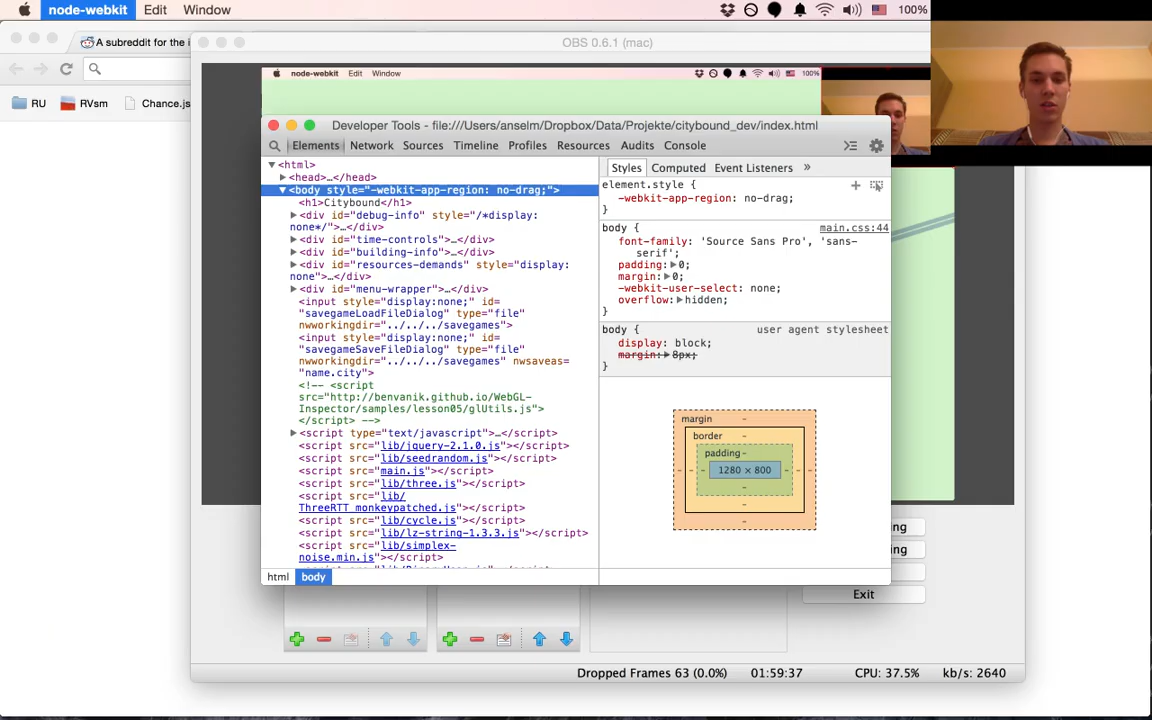 node-webkit Edit Window
100%
A subreddit for the i
OBS 0.6.1 (mac)
RU
RVsm
Chance.js
node-webkit Edit Window
100%
Developer Tools - file:///Users/anselm/Dropbox/Data/Projekte/citybound_dev/index.html
Elements Network Sources Timeline Profiles Resources Audits Console
<html>
<head>…</head>
<body style="-webkit-app-region: no-drag;">
<h1>Citybound</h1>
<div id="debug-info" style="/*display:
none*/">…</div>
<div id="time-controls">…</div>
<div id="building-info">…</div>
<div id="resources-demands" style="display:
none">…</div>
<div id="menu-wrapper">…</div>
<input style="display:none;" id=
"savegameLoadFileDialog" type="file"
nwworkingdir="../../../savegames">
<input style="display:none;" id=
"savegameSaveFileDialog" type="file"
nwworkingdir="../../../savegames" nwsaveas=
"name.city">
<!-- <script
src="http://benvanik.github.io/WebGL-
Inspector/samples/lesson05/glUtils.js">
</script> -->
<script type="text/javascript">…</script>
<script src="lib/jquery-2.1.0.js"></script>
<script src="lib/seedrandom.js"></script>
<script src="main.js"></script>
<script src="lib/three.js"></script>
<script src="lib/
ThreeRTT_monkeypatched.js"></script>
<script src="lib/cycle.js"></script>
<script src="lib/lz-string-1.3.3.js"></script>
<script src="lib/simplex-
noise.min.js"></script>
html body
Styles Computed Event Listeners »
element.style {
-webkit-app-region: no-drag;
}
body { main.css:44
font-family: 'Source Sans Pro', 'sans-
serif';
padding: 0;
margin: 0;
-webkit-user-select: none;
overflow: hidden;
}
body { user agent stylesheet
display: block;
margin: 8px;
}
margin -
border -
padding -
1280 × 800
ng
ng
Exit
Dropped Frames 63 (0.0%) 01:59:37 CPU: 37.5% kb/s: 2640